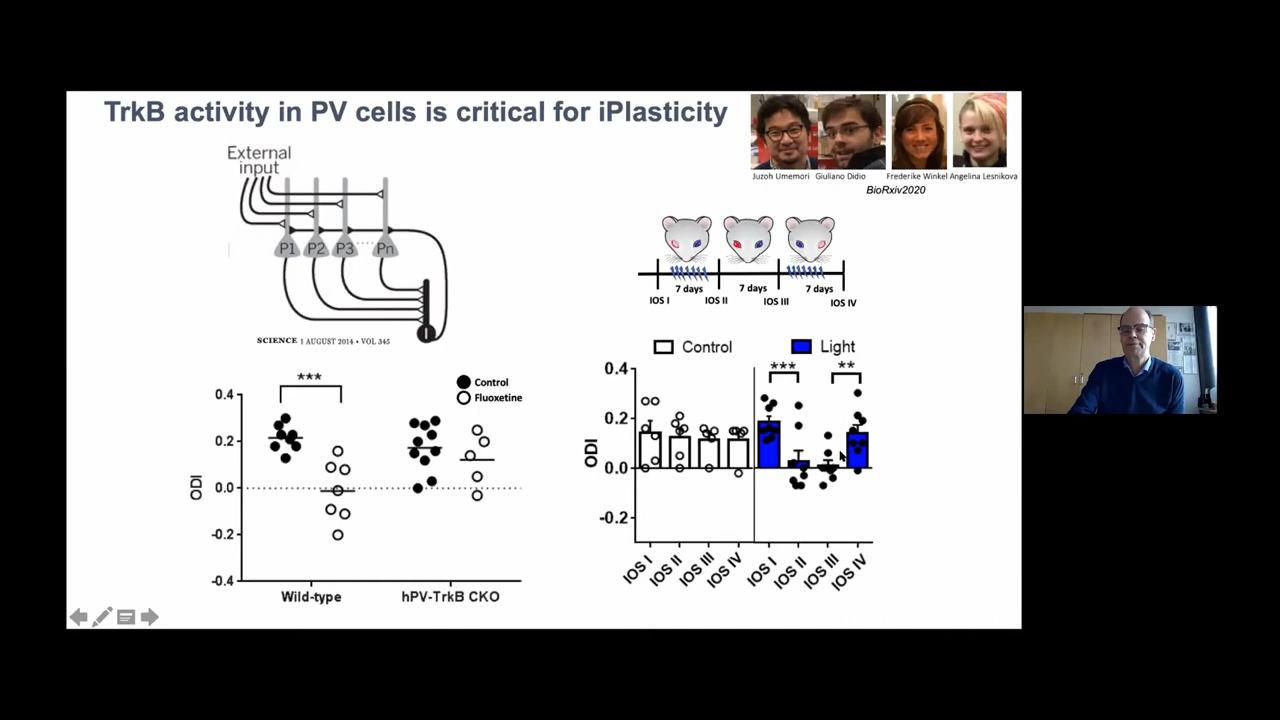 TrkB activity in PV cells is critical for iPlasticity
Juzoh Umemori Giuliano Didio Frederike Winkel Angelina Lesnikova
BioRxiv2020
External
input
P1 P2 P3 Pn
I
SCIENCE 1 AUGUST 2014 • VOL 345
7 days 7 days 7 days
IOS I IOS II IOS III IOS IV
*** Control
Fluoxetine
0.4
0.2
0.0
-0.2
-0.4
ODI
Wild-type hPV-TrkB CKO
Control Light
*** **
0.4
0.2
0.0
-0.2
ODI
IOS I IOS II IOS III IOS IV IOS I IOS II IOS III IOS IV